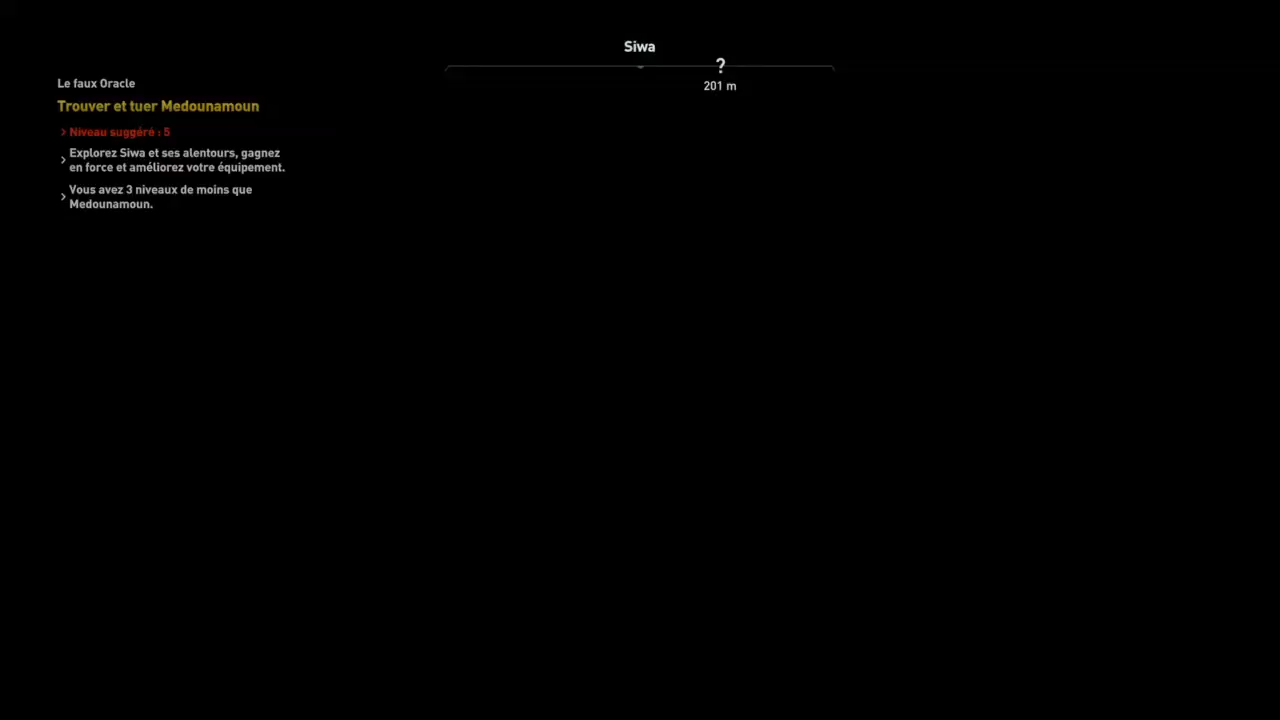 Siwa
?
201 m
Le faux Oracle
Trouver et tuer Medounamoun
> Niveau suggéré : 5
> Explorez Siwa et ses alentours, gagnez
en force et améliorez votre équipement.
> Vous avez 3 niveaux de moins que
Medounamoun.